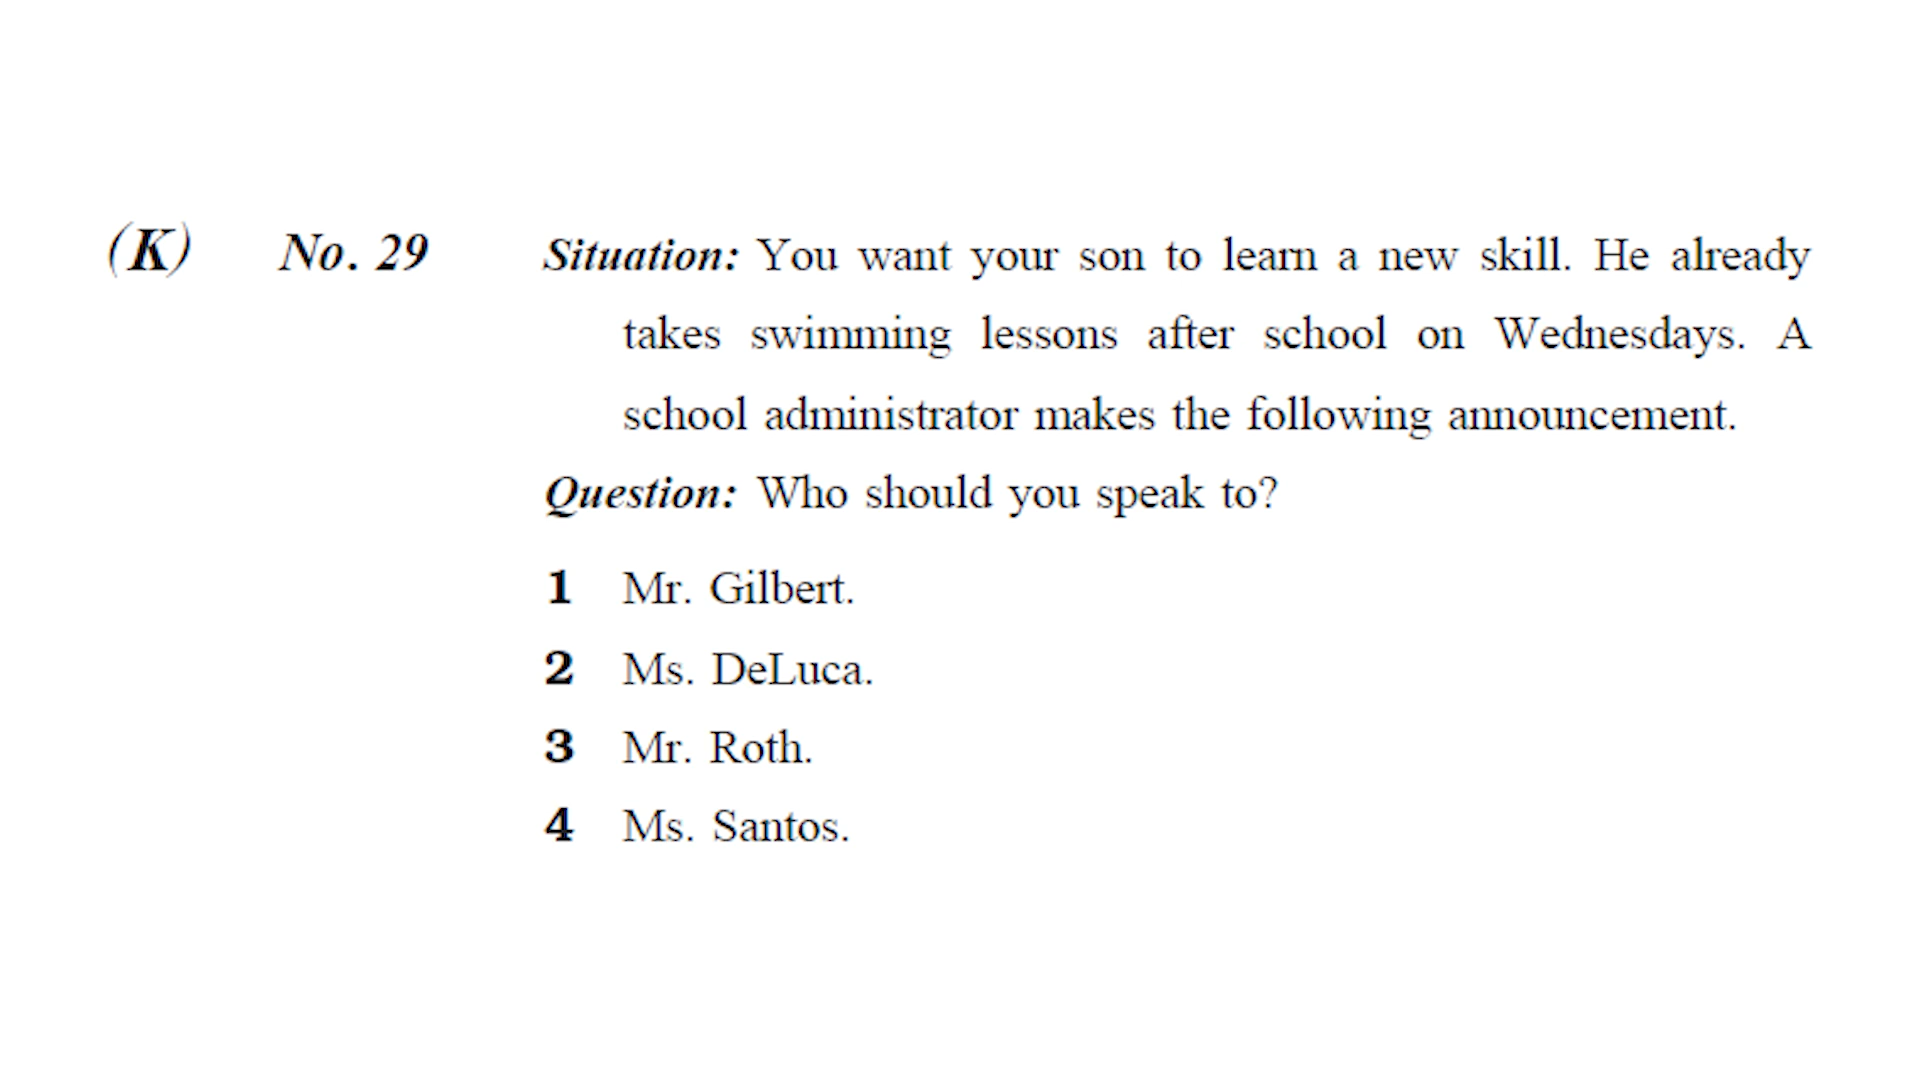 (K) No. 29 Situation: You want your son to learn a new skill. He already
takes swimming lessons after school on Wednesdays. A
school administrator makes the following announcement.
Question: Who should you speak to?
1 Mr. Gilbert.
2 Ms. DeLuca.
3 Mr. Roth.
4 Ms. Santos.